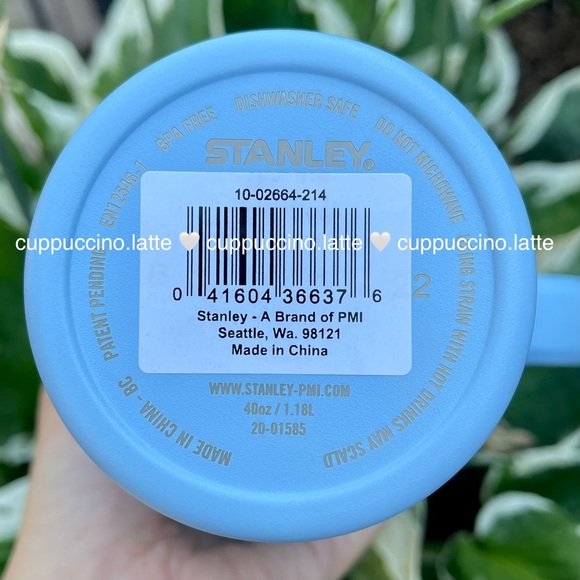 BPA FREE
DISHWASHER SAFE
DO NOT MICROWAVE
USING STRAW WITH HOT DRINKS MAY SCALD
MADE IN CHINA - BC
PATENT PENDING
EN12546-1
STANLEY®
10-02664-214
cuppuccino.latte 🤍 cuppuccino.latte 🤍 cuppuccino.latte
2
0 41604 36637 6
Stanley - A Brand of PMI
Seattle, Wa. 98121
Made in China
WWW.STANLEY-PMI.COM
40oz / 1.18L
20-01585